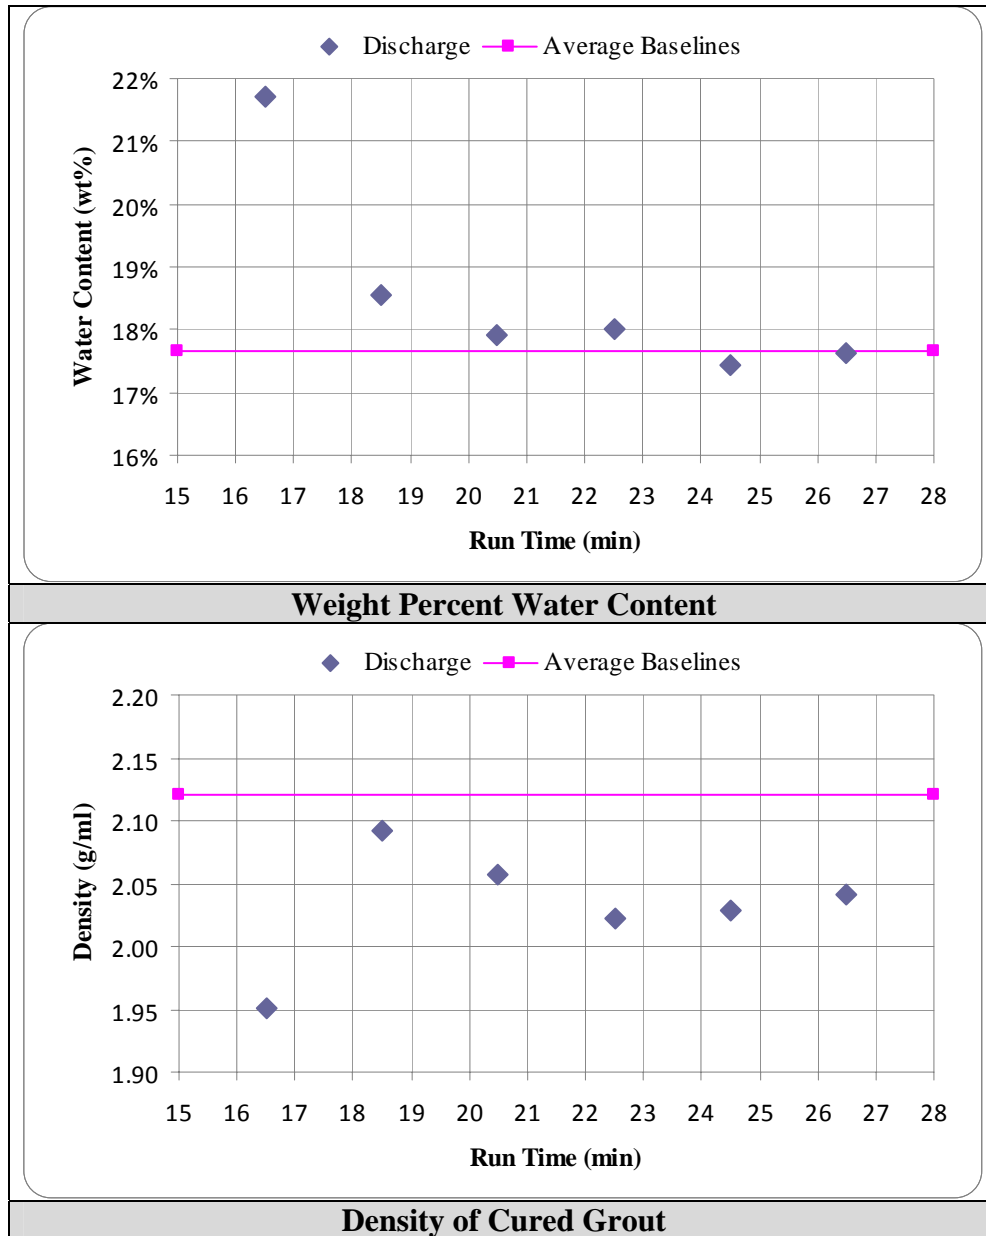 Discharge Average Baselines
22%
21%
20%
19%
18%
17%
16%
Water Content (wt%)
15 16 17 18 19 20 21 22 23 24 25 26 27 28
Run Time (min)
Weight Percent Water Content
Discharge Average Baselines
2.20
2.15
2.10
2.05
2.00
1.95
1.90
Density (g/ml)
15 16 17 18 19 20 21 22 23 24 25 26 27 28
Run Time (min)
Density of Cured Grout